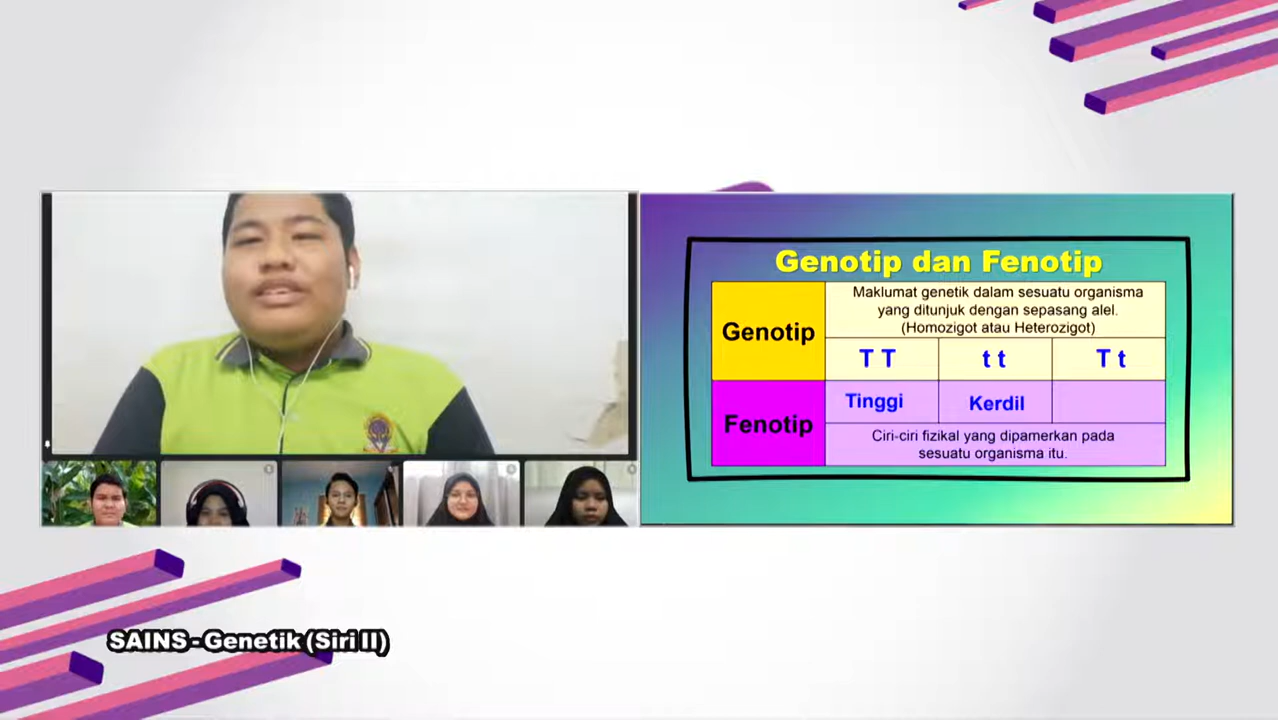 Genotip dan Fenotip
Genotip
Maklumat genetik dalam sesuatu organisma
yang ditunjuk dengan sepasang alel.
(Homozigot atau Heterozigot)
T T
t t
T t
Fenotip
Tinggi
Kerdil
Ciri-ciri fizikal yang dipamerkan pada
sesuatu organisma itu.
SAINS - Genetik (Siri II)